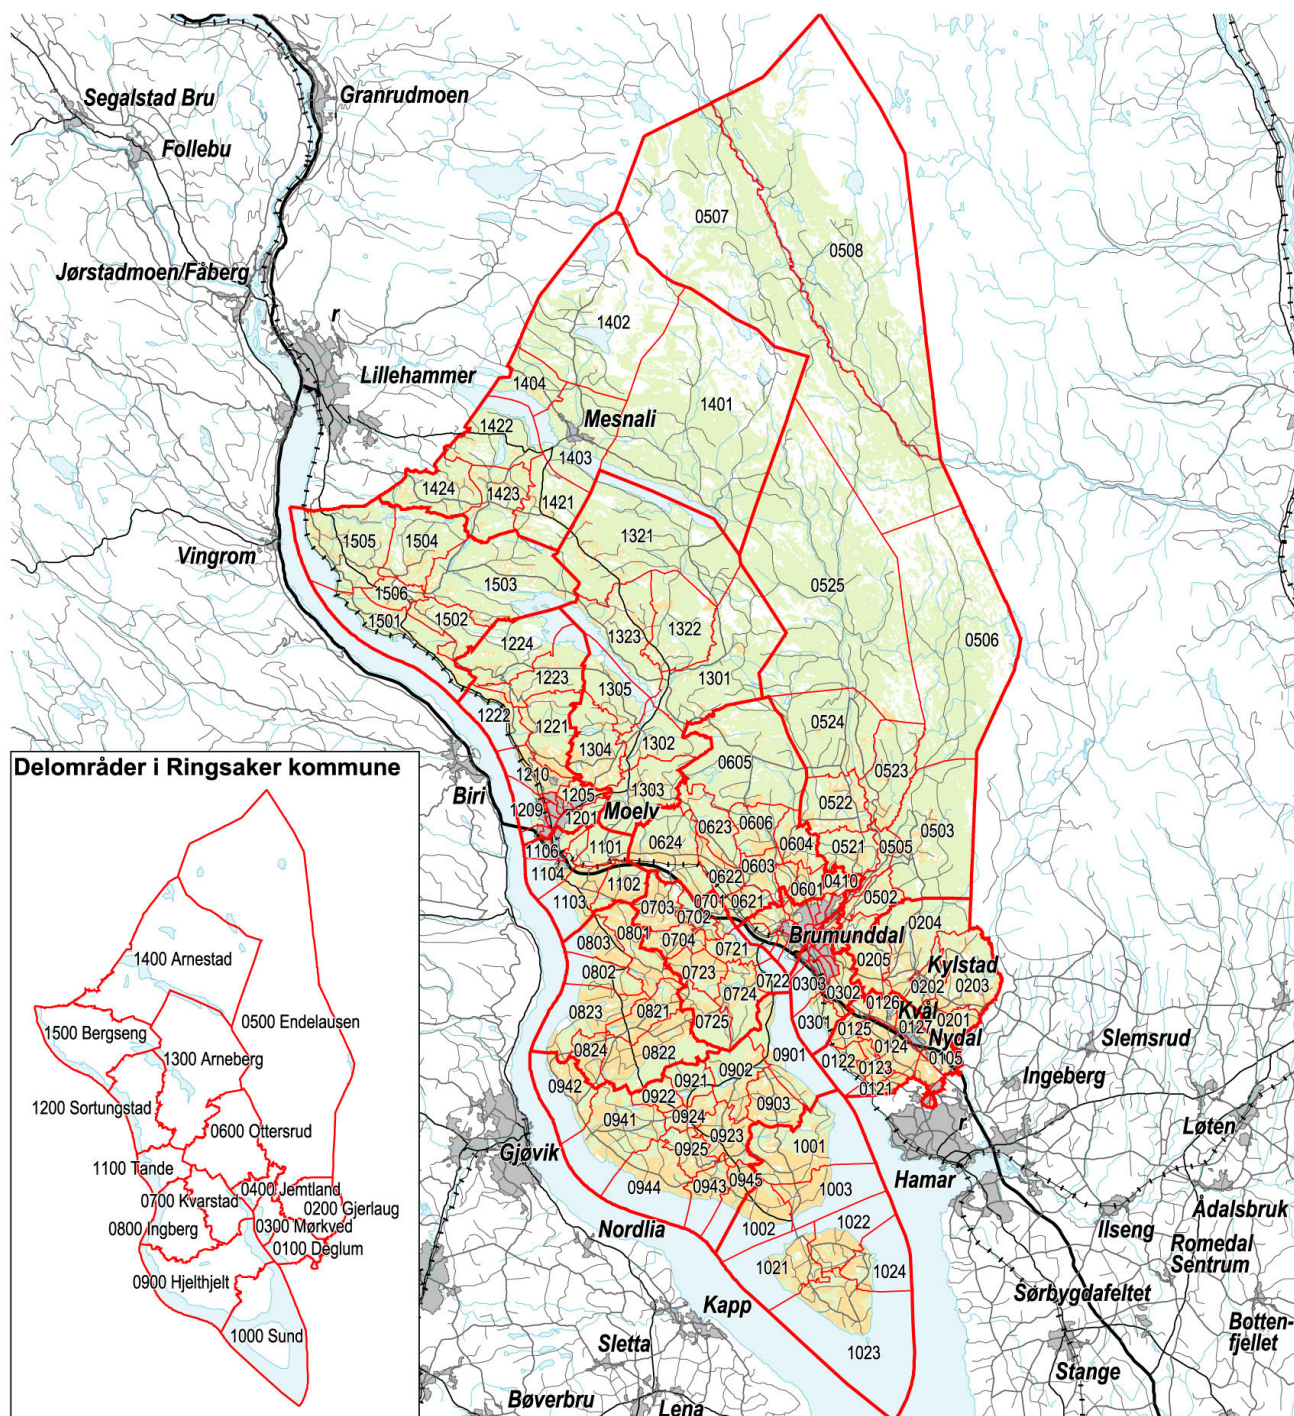 Segalstad Bru
Granrudmoen
Follebu
0507
0508
Jørstadmoen/Fåberg
r
1402
Lillehammer
1404
1401
Mesnali
1422
1403
1424
1423
1421
Vingrom
1505
1504
1321
1503
0525
1506
1501
1502
1323
1322
0506
1224
1223
1305
1301
1222
1221
0524
1304
1302
0605
0523
Delområder i Ringsaker kommune
1210
Biri
1205
1303
1209
1201
Moelv
0522
0503
0623
0606
1106
1101
0624
0604
0521
0505
1104
1102
0622
0603
0601
0410
0502
1103
0703
0701
0621
0702
0204
0803
0801
0704
0721
Brumunddal
0205
Kylstad
0802
0723
0722
0303
0302
0202
0203
0724
0823
0821
0725
0301
0126
Kvål
0201
0125
0127
Nydal
0824
0822
0901
0122
0124
0105
0123
0121
Slemsrud
Ingeberg
0942
0921
0902
0922
0903
0941
0924
0923
0925
1001
Løten
r
Gjøvik
0944
0943
0945
1003
Hamar
Nordlia
1002
1022
Ilseng
Ådalsbruk
Romedal
Sentrum
1021
1024
Sørbygdafeltet
Kapp
Botten-
fjellet
Sletta
1023
Stange
Bøverbru
Lena
1400 Arnestad
0500 Endelausen
1500 Bergseng
1300 Arneberg
1200 Sortungstad
0600 Ottersrud
1100 Tande
0400 Jemtland
0700 Kvarstad
0200 Gjerlaug
0800 Ingberg
0300 Mørkved
0100 Deglum
0900 Hjelthjelt
1000 Sund